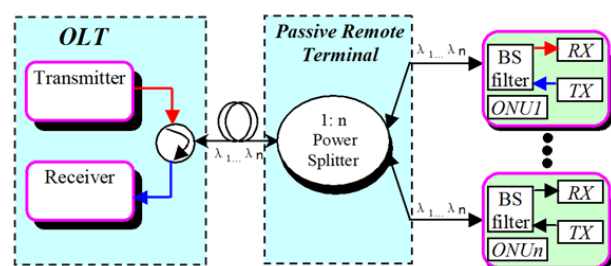 OLT
Transmitter
Receiver
λ1... λn
Passive Remote
Terminal
1: n
Power
Splitter
λ1... λn
λ1... λn
BS
filter
RX
TX
ONU1
BS
filter
RX
TX
ONUn